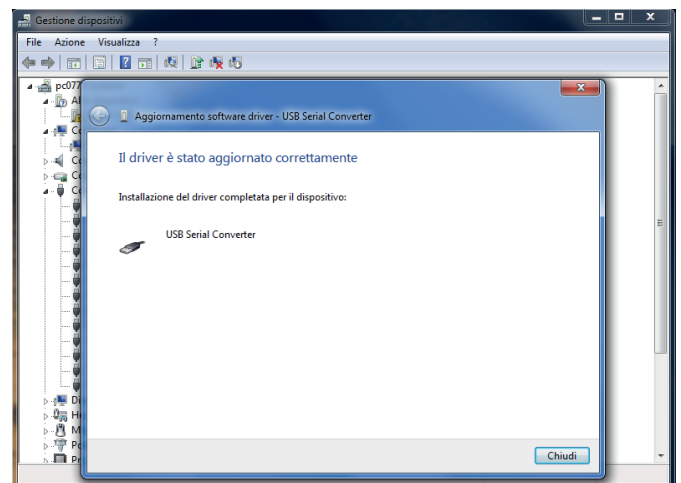 Gestione dispositivi
File Azione Visualizza ?
pc077
Aggiornamento software driver - USB Serial Converter
Il driver è stato aggiornato correttamente
Installazione del driver completata per il dispositivo:
USB Serial Converter
Chiudi